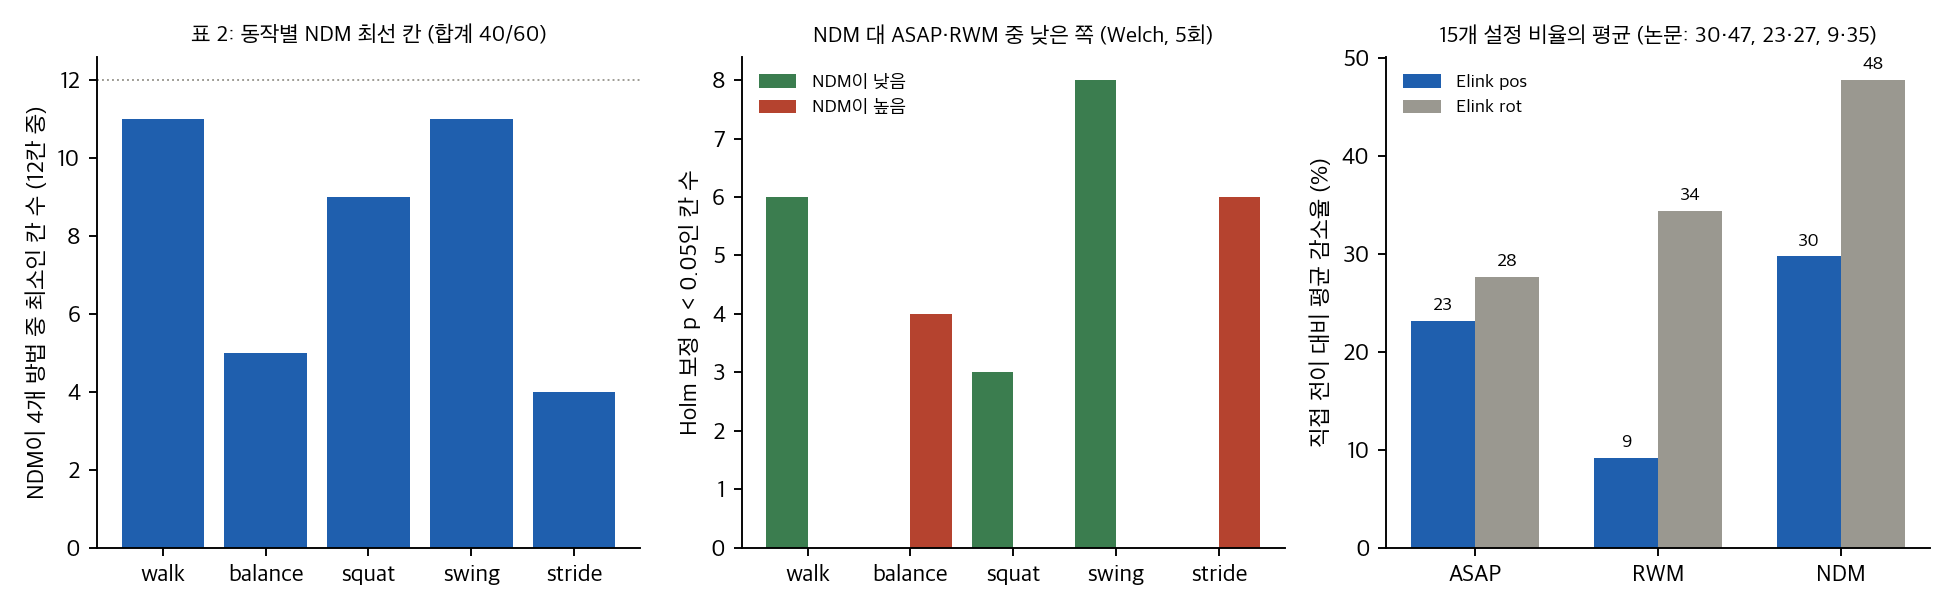 표 2: 동작별 NDM 최선 칸 (합계 40/60)
NDM이 4개 방법 중 최소인 칸 수 (12칸 중)
12
10
8
6
4
2
0
walk
balance
squat
swing
stride
NDM 대 ASAP·RWM 중 낮은 쪽 (Welch, 5회)
Holm 보정 p < 0.05인 칸 수
NDM이 낮음
NDM이 높음
8
7
6
5
4
3
2
1
0
walk
balance
squat
swing
stride
15개 설정 비율의 평균 (논문: 30·47, 23·27, 9·35)
직접 전이 대비 평균 감소율 (%)
Elink pos
Elink rot
50
40
30
20
10
0
23
28
9
34
30
48
ASAP
RWM
NDM